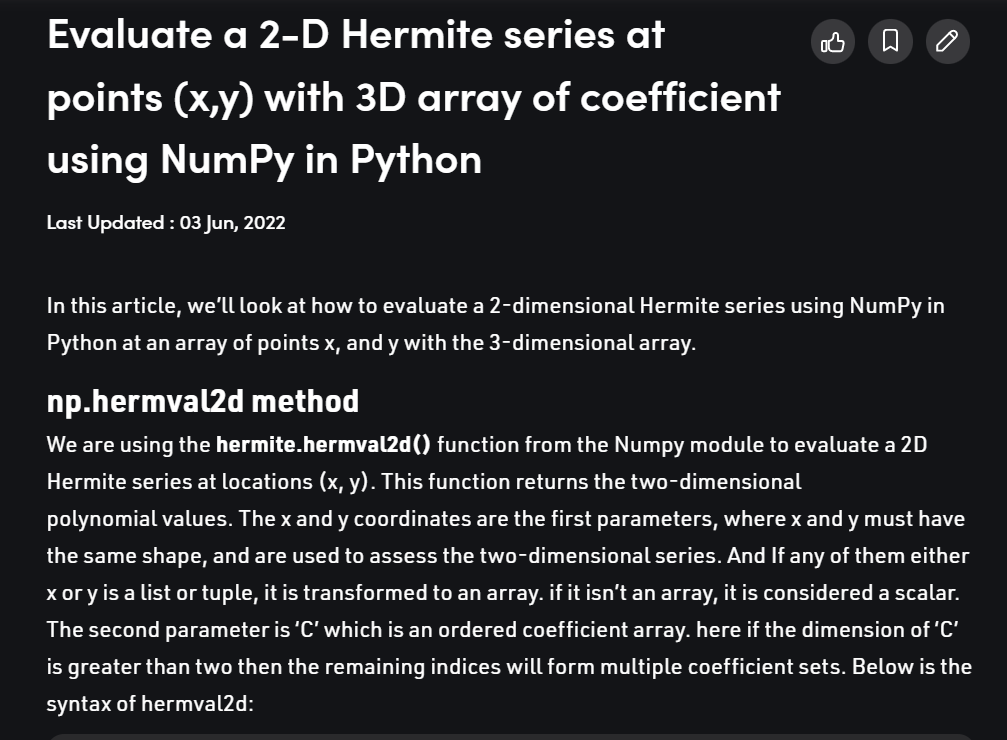 Evaluate a 2-D Hermite series at
points (x,y) with 3D array of coefficient
using NumPy in Python
Last Updated : 03 Jun, 2022
In this article, we’ll look at how to evaluate a 2-dimensional Hermite series using NumPy in
Python at an array of points x, and y with the 3-dimensional array.
np.hermval2d method
We are using the hermite.hermval2d() function from the Numpy module to evaluate a 2D
Hermite series at locations (x, y). This function returns the two-dimensional
polynomial values. The x and y coordinates are the first parameters, where x and y must have
the same shape, and are used to assess the two-dimensional series. And If any of them either
x or y is a list or tuple, it is transformed to an array. if it isn’t an array, it is considered a scalar.
The second parameter is ‘C’ which is an ordered coefficient array. here if the dimension of ‘C’
is greater than two then the remaining indices will form multiple coefficient sets. Below is the
syntax of hermval2d: